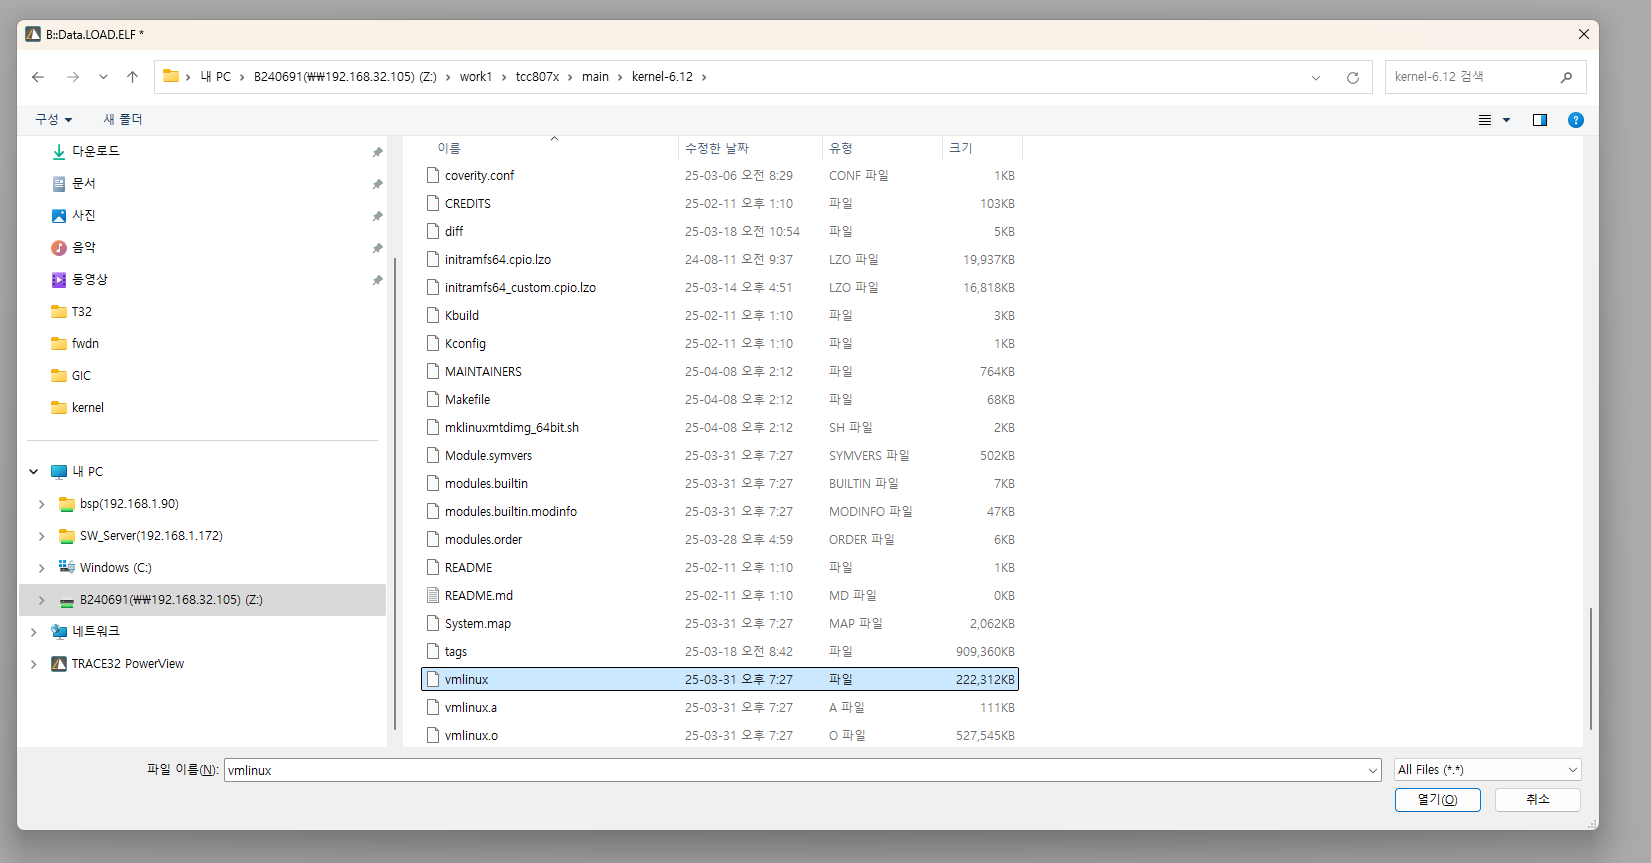 B::Data.LOAD.ELF *
내 PC › B240691(₩₩192.168.32.105) (Z:) › work1 › tcc807x › main › kernel-6.12 ›
kernel-6.12 검색
구성 새 폴더
다운로드
문서
사진
음악
동영상
T32
fwdn
GIC
kernel
내 PC
bsp(192.168.1.90)
SW_Server(192.168.1.172)
Windows (C:)
B240691(₩₩192.168.32.105) (Z:)
네트워크
TRACE32 PowerView
이름 수정한 날짜 유형 크기
coverity.conf 25-03-06 오전 8:29 CONF 파일 1KB
CREDITS 25-02-11 오후 1:10 파일 103KB
diff 25-03-18 오전 10:54 파일 5KB
initramfs64.cpio.lzo 24-08-11 오전 9:37 LZO 파일 19,937KB
initramfs64_custom.cpio.lzo 25-03-14 오후 4:51 LZO 파일 16,818KB
Kbuild 25-02-11 오후 1:10 파일 3KB
Kconfig 25-02-11 오후 1:10 파일 1KB
MAINTAINERS 25-04-08 오후 2:12 파일 764KB
Makefile 25-04-08 오후 2:12 파일 68KB
mklinuxmtdimg_64bit.sh 25-04-08 오후 2:12 SH 파일 2KB
Module.symvers 25-03-31 오후 7:27 SYMVERS 파일 502KB
modules.builtin 25-03-31 오후 7:27 BUILTIN 파일 7KB
modules.builtin.modinfo 25-03-31 오후 7:27 MODINFO 파일 47KB
modules.order 25-03-28 오후 4:59 ORDER 파일 6KB
README 25-02-11 오후 1:10 파일 1KB
README.md 25-02-11 오후 1:10 MD 파일 0KB
System.map 25-03-31 오후 7:27 MAP 파일 2,062KB
tags 25-03-18 오전 8:42 파일 909,360KB
vmlinux 25-03-31 오후 7:27 파일 222,312KB
vmlinux.a 25-03-31 오후 7:27 A 파일 111KB
vmlinux.o 25-03-31 오후 7:27 O 파일 527,545KB
파일 이름(N): vmlinux
All Files (*.*)
열기(O) 취소